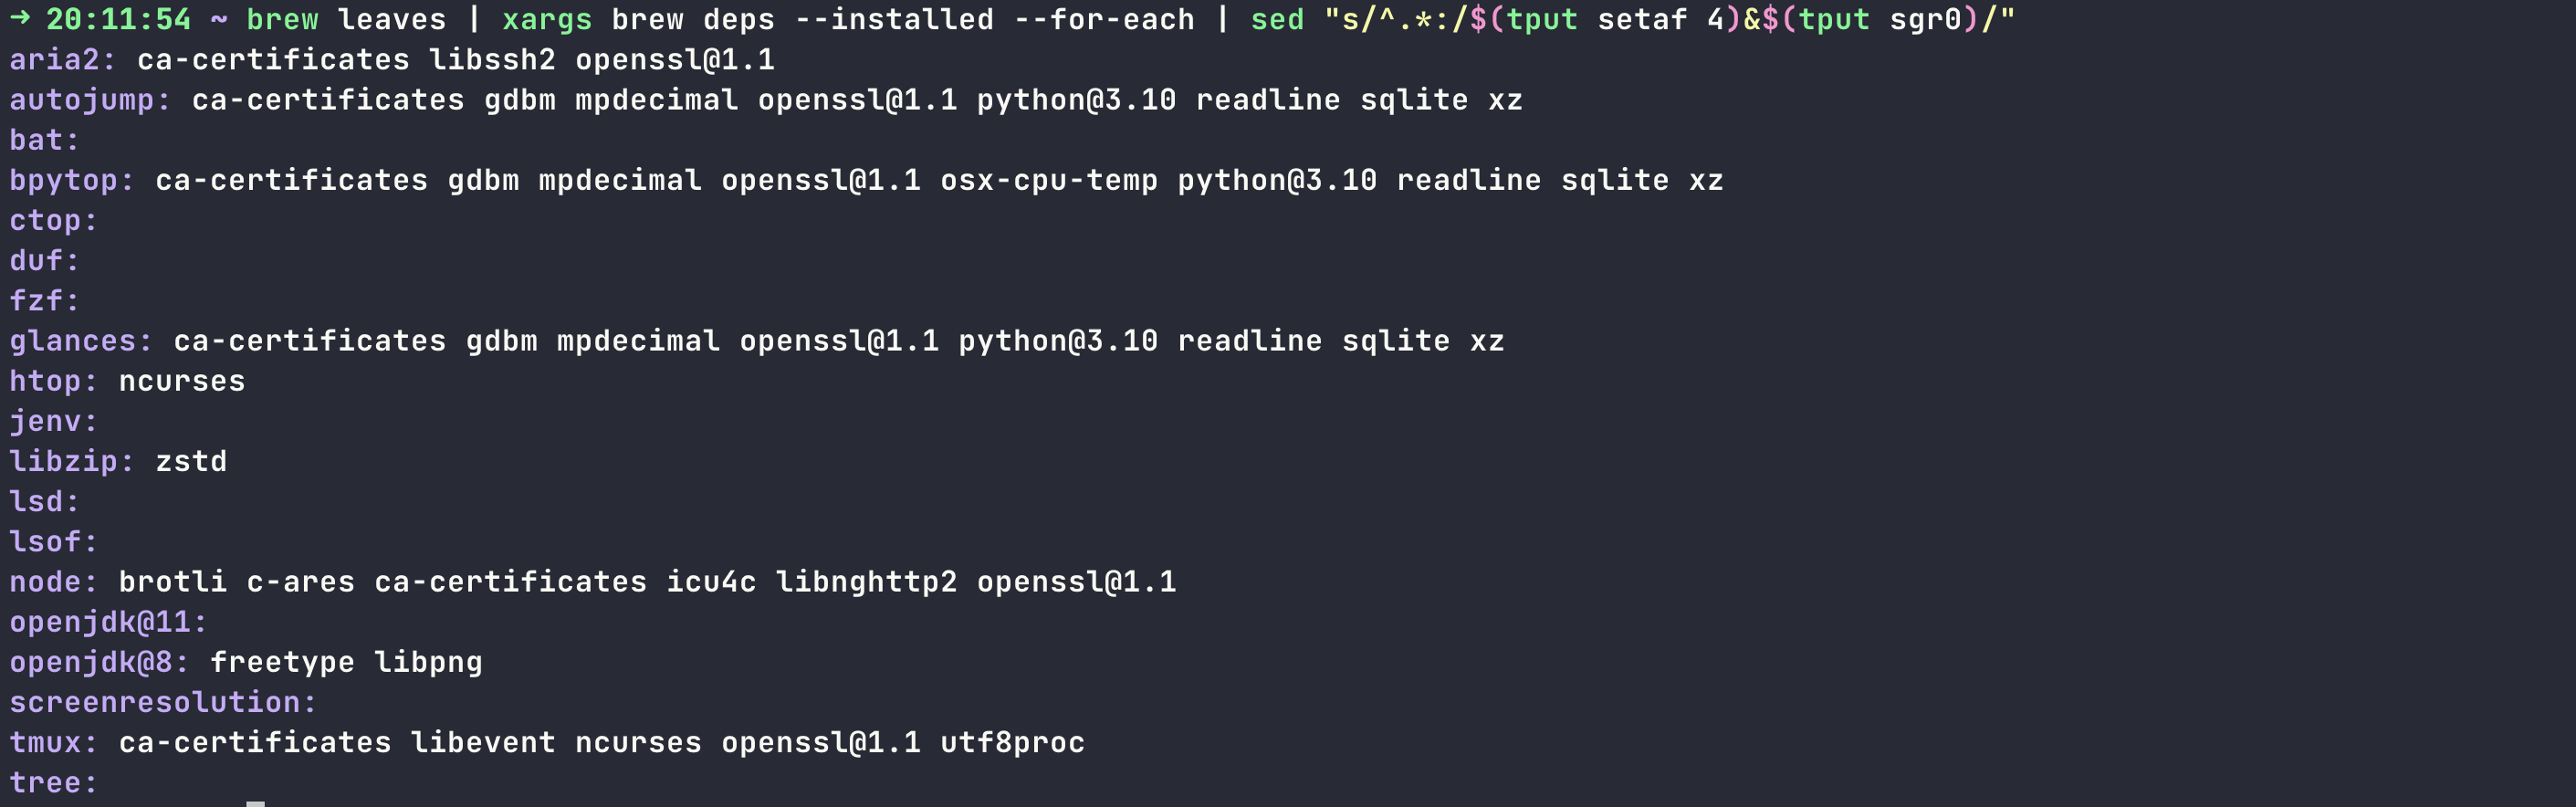 → 20:11:54 ~ brew leaves | xargs brew deps --installed --for-each | sed "s/^.*:/$(tput setaf 4)&$(tput sgr0)/"
aria2: ca-certificates libssh2 openssl@1.1
autojump: ca-certificates gdbm mpdecimal openssl@1.1 python@3.10 readline sqlite xz
bat:
bpytop: ca-certificates gdbm mpdecimal openssl@1.1 osx-cpu-temp python@3.10 readline sqlite xz
ctop:
duf:
fzf:
glances: ca-certificates gdbm mpdecimal openssl@1.1 python@3.10 readline sqlite xz
htop: ncurses
jenv:
libzip: zstd
lsd:
lsof:
node: brotli c-ares ca-certificates icu4c libnghttp2 openssl@1.1
openjdk@11:
openjdk@8: freetype libpng
screenresolution:
tmux: ca-certificates libevent ncurses openssl@1.1 utf8proc
tree: